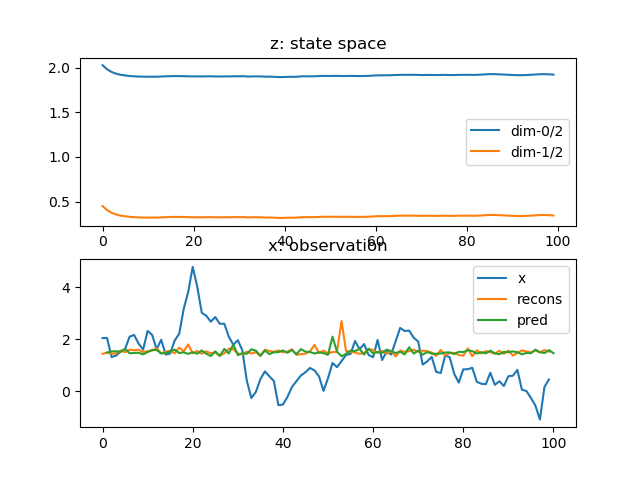 z: state space
2.0
1.5
1.0
0.5
dim-0/2
dim-1/2
0 20 40 60 80 100
x: observation
4
2
0
x
recons
pred
0 20 40 60 80 100